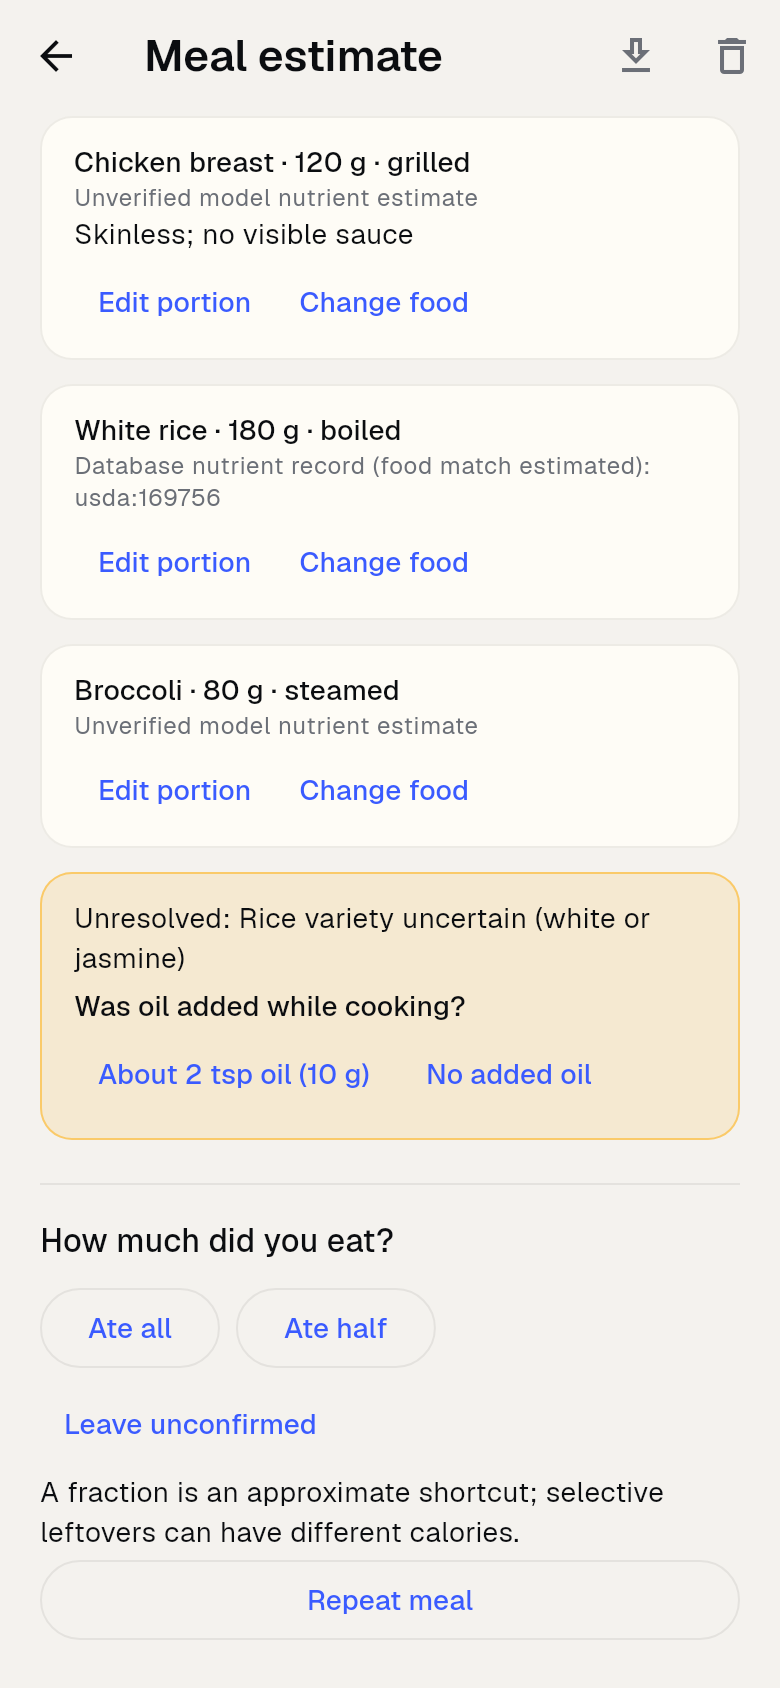 Meal estimate
Chicken breast · 120 g · grilled
Unverified model nutrient estimate
Skinless; no visible sauce
Edit portion Change food
White rice · 180 g · boiled
Database nutrient record (food match estimated):
usda:169756
Edit portion Change food
Broccoli · 80 g · steamed
Unverified model nutrient estimate
Edit portion Change food
Unresolved: Rice variety uncertain (white or
jasmine)
Was oil added while cooking?
About 2 tsp oil (10 g) No added oil
How much did you eat?
Ate all Ate half
Leave unconfirmed
A fraction is an approximate shortcut; selective
leftovers can have different calories.
Repeat meal